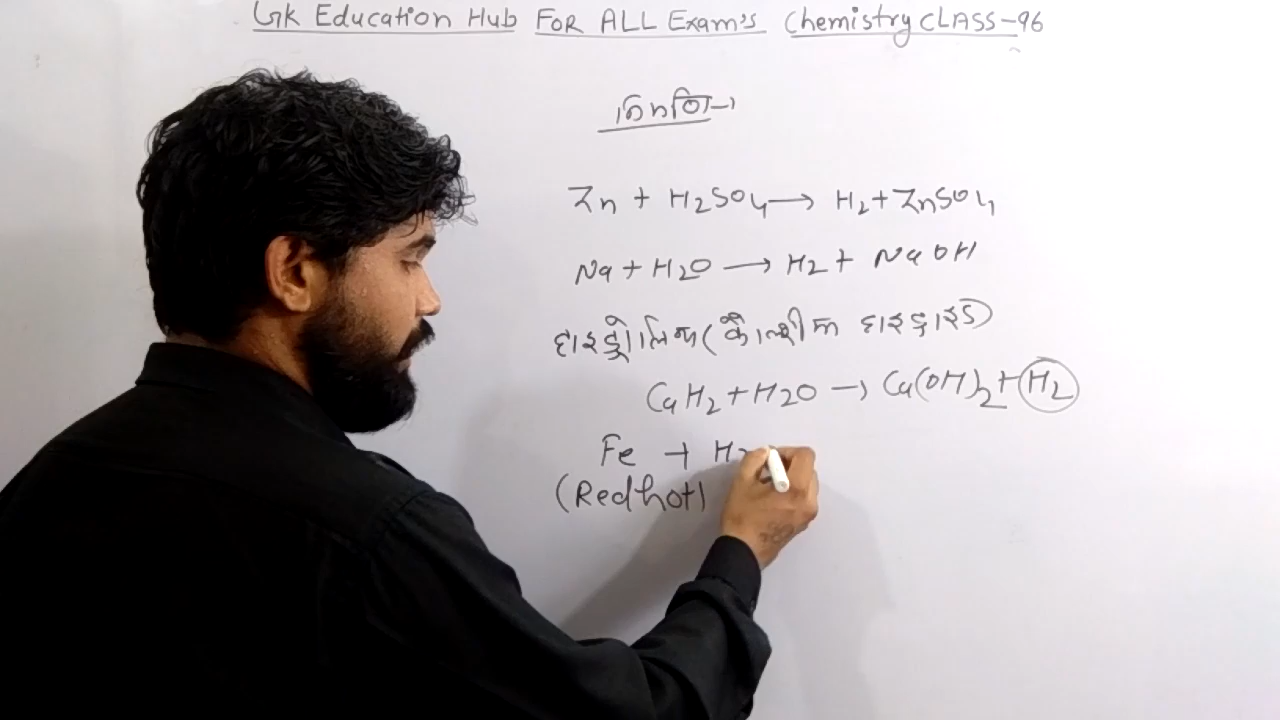 GK Education Hub FOR ALL Exam's Chemistry CLASS-96
Zn + H2SO4 → H2 + ZnSO4
Na + H2O → H2 + NaOH
हाइड्रोलिथ (कैल्शीम हाइड्राइड)
CaH2 + H2O → Ca(OH)2 + H2
Fe + H2
(Redhot)